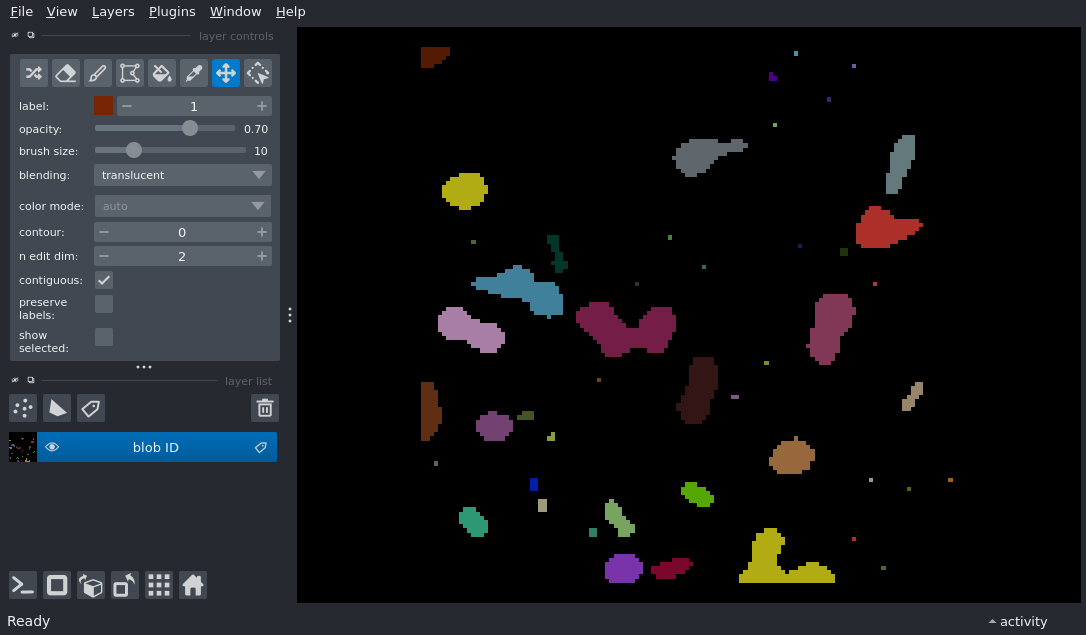 File View Layers Plugins Window Help
layer controls
label: 1
opacity: 0.70
brush size: 10
blending: translucent
color mode: auto
contour: 0
n edit dim: 2
contiguous:
preserve
labels:
show
selected:
layer list
blob ID
Ready
activity